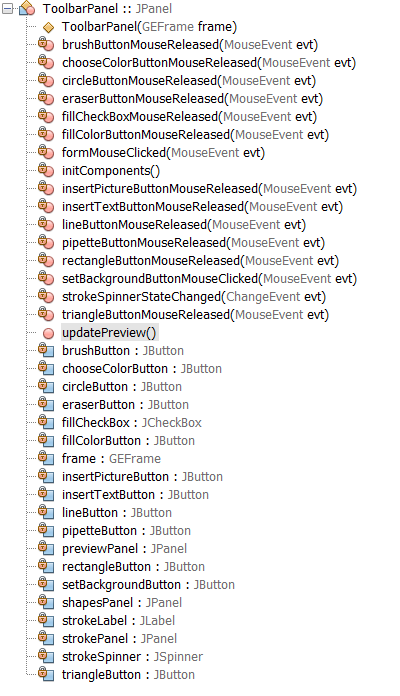 ToolbarPanel :: JPanel
ToolbarPanel(GEFrame frame)
brushButtonMouseReleased(MouseEvent evt)
chooseColorButtonMouseReleased(MouseEvent evt)
circleButtonMouseReleased(MouseEvent evt)
eraserButtonMouseReleased(MouseEvent evt)
fillCheckBoxMouseReleased(MouseEvent evt)
fillColorButtonMouseReleased(MouseEvent evt)
formMouseClicked(MouseEvent evt)
initComponents()
insertPictureButtonMouseReleased(MouseEvent evt)
insertTextButtonMouseReleased(MouseEvent evt)
lineButtonMouseReleased(MouseEvent evt)
pipetteButtonMouseReleased(MouseEvent evt)
rectangleButtonMouseReleased(MouseEvent evt)
setBackgroundButtonMouseClicked(MouseEvent evt)
strokeSpinnerStateChanged(ChangeEvent evt)
triangleButtonMouseReleased(MouseEvent evt)
updatePreview()
brushButton : JButton
chooseColorButton : JButton
circleButton : JButton
eraserButton : JButton
fillCheckBox : JCheckBox
fillColorButton : JButton
frame : GEFrame
insertPictureButton : JButton
insertTextButton : JButton
lineButton : JButton
pipetteButton : JButton
previewPanel : JPanel
rectangleButton : JButton
setBackgroundButton : JButton
shapesPanel : JPanel
strokeLabel : JLabel
strokePanel : JPanel
strokeSpinner : JSpinner
triangleButton : JButton